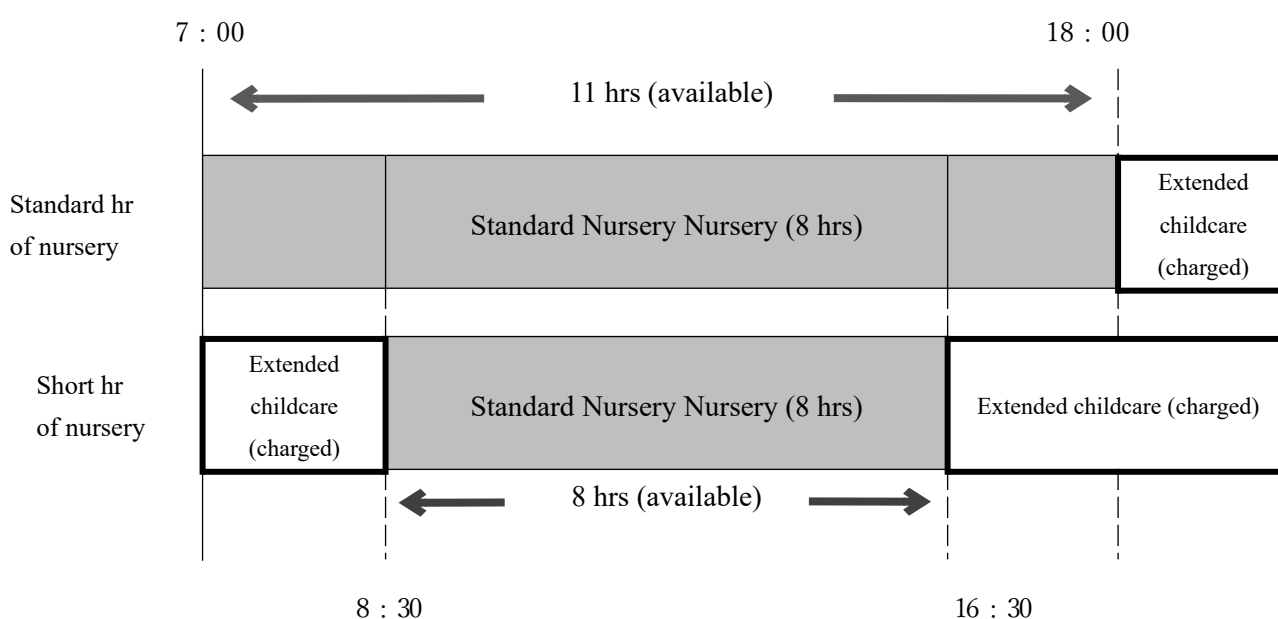 7 : 00
18 : 00
11 hrs (available)
Standard hr
of nursery
Standard Nursery Nursery (8 hrs)
Extended
childcare
(charged)
Short hr
of nursery
Extended
childcare
(charged)
Standard Nursery Nursery (8 hrs)
Extended childcare (charged)
8 hrs (available)
8 : 30
16 : 30